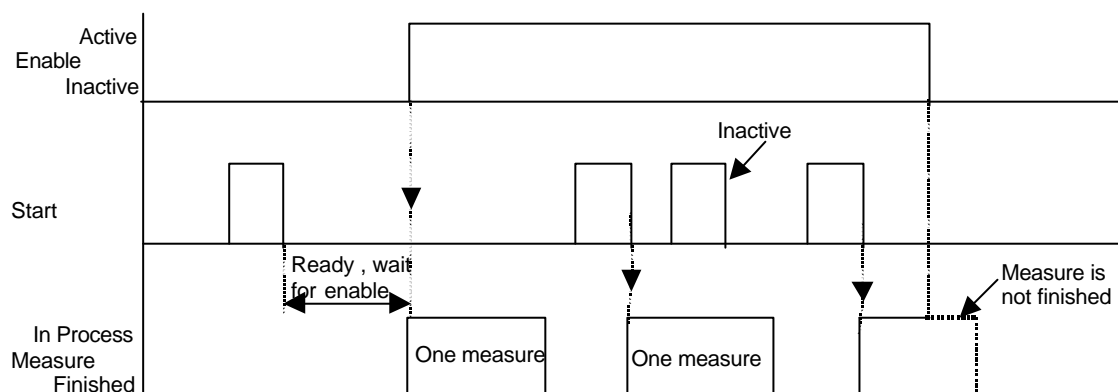 Active
Enable
Inactive
Inactive
Start
Ready , wait
for enable
Measure is
not finished
In Process
Measure
Finished
One measure
One measure